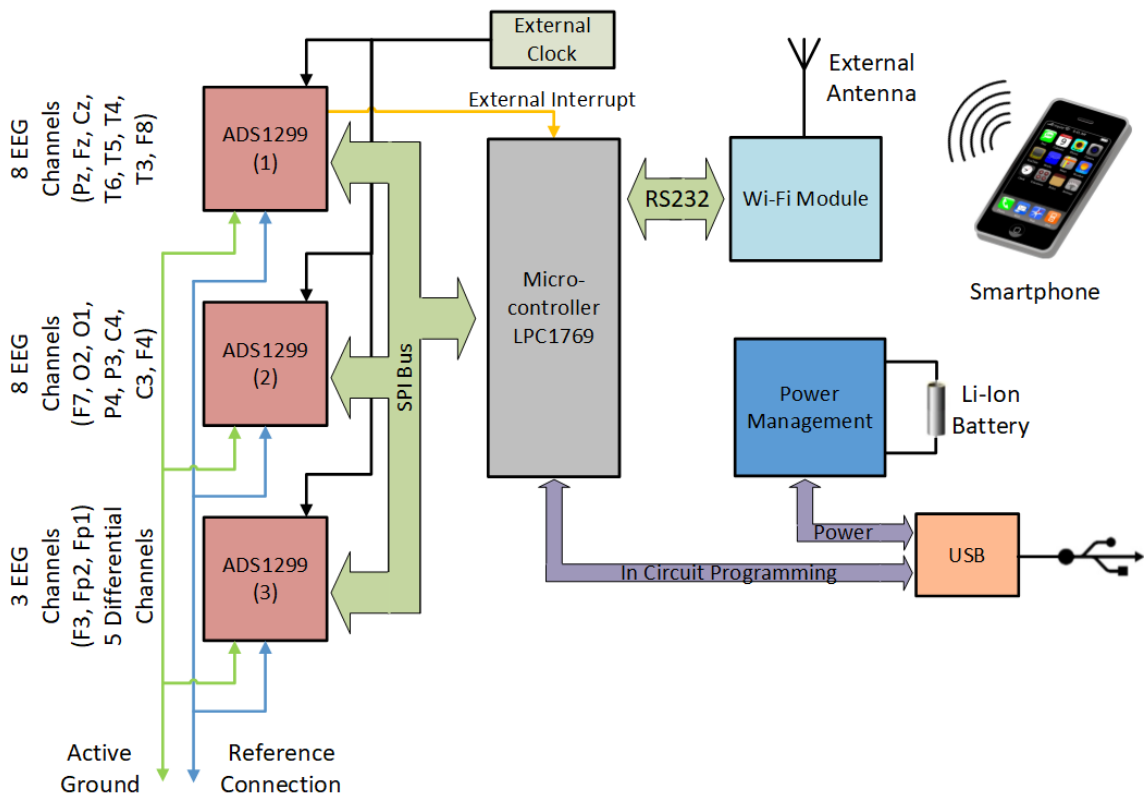 External
Clock
8 EEG
Channels
(Pz, Fz, Cz,
T6, T5, T4,
T3, F8)
ADS1299
(1)
External Interrupt
External
Antenna
RS232
Wi-Fi Module
Smartphone
Micro-
controller
LPC1769
SPI Bus
8 EEG
Channels
(F7, O2, O1,
P4, P3, C4,
C3, F4)
ADS1299
(2)
Power
Management
Li-Ion
Battery
3 EEG
Channels
(F3, Fp2, Fp1)
5 Differential
Channels
ADS1299
(3)
Power
In Circuit Programming
USB
Active
Ground
Reference
Connection